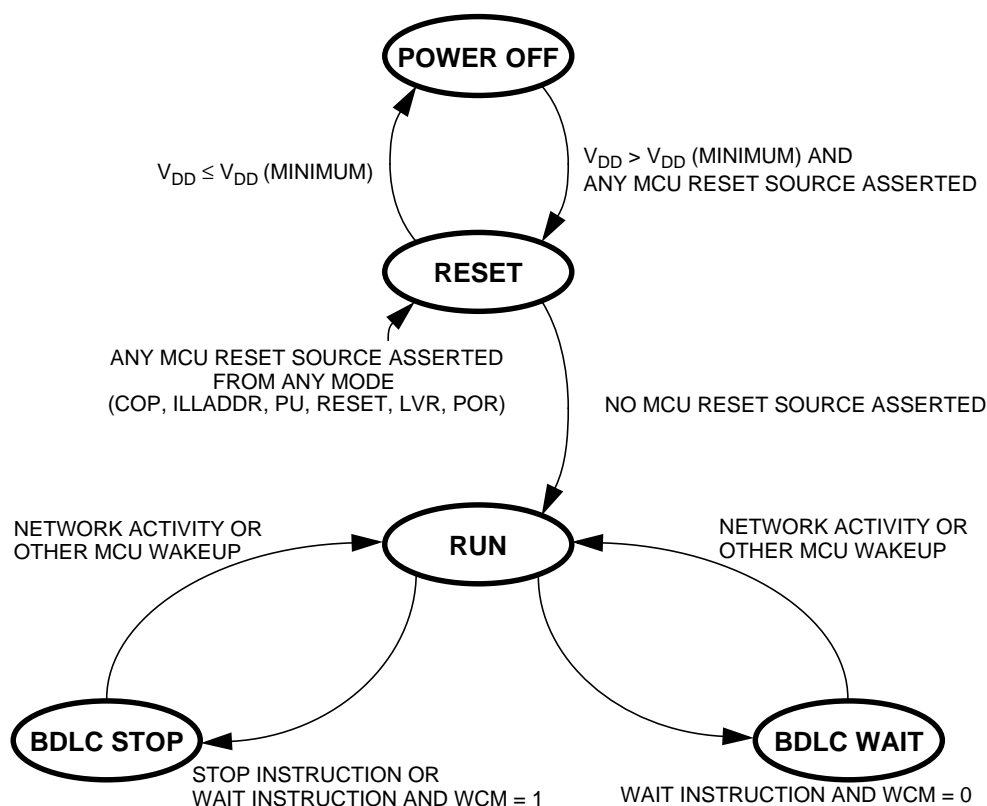 POWER OFF
V_DD ≤ V_DD (MINIMUM)
V_DD > V_DD (MINIMUM) AND
ANY MCU RESET SOURCE ASSERTED
RESET
ANY MCU RESET SOURCE ASSERTED
FROM ANY MODE
(COP, ILLADDR, PU, RESET, LVR, POR)
NO MCU RESET SOURCE ASSERTED
NETWORK ACTIVITY OR
OTHER MCU WAKEUP
RUN
NETWORK ACTIVITY OR
OTHER MCU WAKEUP
BDLC STOP
BDLC WAIT
STOP INSTRUCTION OR
WAIT INSTRUCTION AND WCM = 1
WAIT INSTRUCTION AND WCM = 0